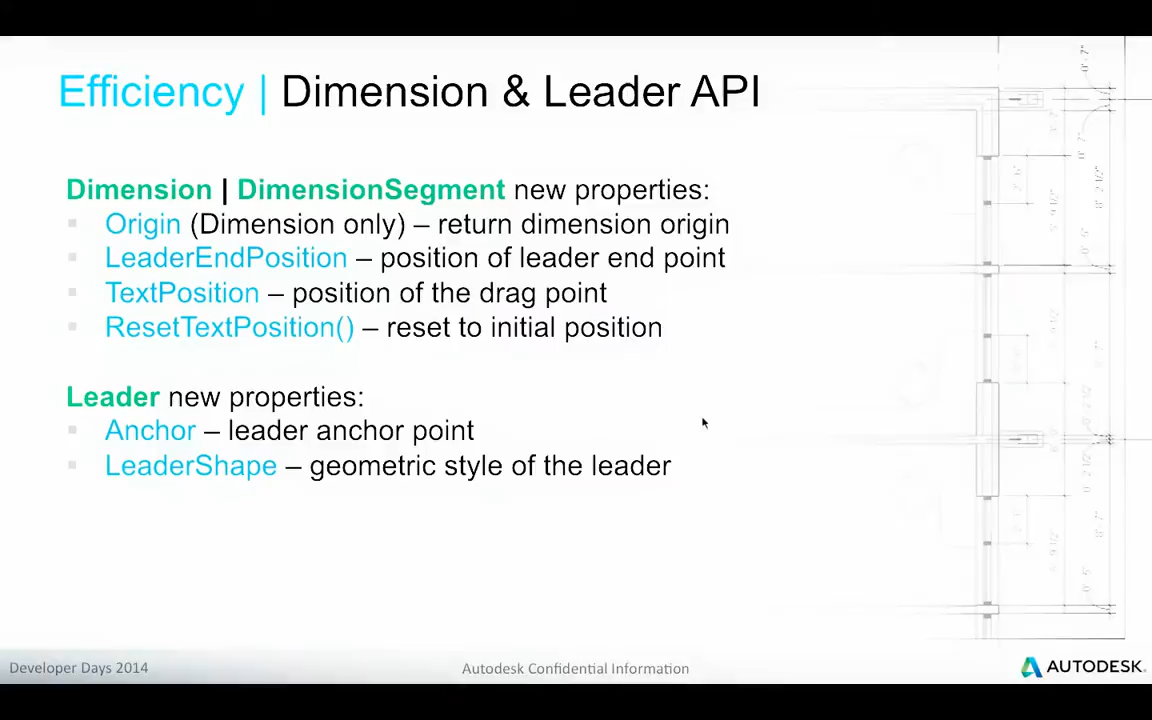 Efficiency | Dimension & Leader API
Dimension | DimensionSegment new properties:
Origin (Dimension only) – return dimension origin
LeaderEndPosition – position of leader end point
TextPosition – position of the drag point
ResetTextPosition() – reset to initial position
Leader new properties:
Anchor – leader anchor point
LeaderShape – geometric style of the leader
Developer Days 2014
Autodesk Confidential Information
AUTODESK.